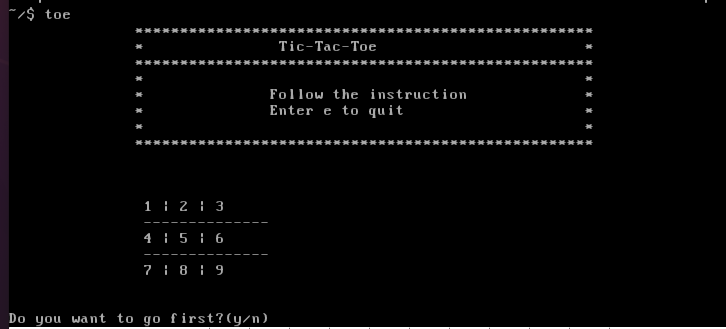 ~/$ toe
***************************************************
* Tic-Tac-Toe *
***************************************************
* *
* Follow the instruction *
* Enter e to quit *
* *
***************************************************
1 ¦ 2 ¦ 3
--------------
4 ¦ 5 ¦ 6
--------------
7 ¦ 8 ¦ 9
Do you want to go first?(y/n)